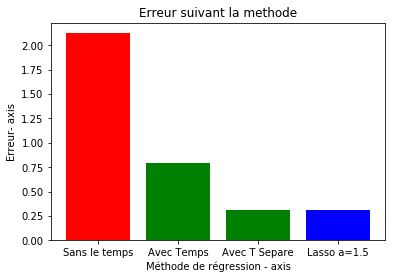 Erreur suivant la methode
Erreur- axis
2.00
1.75
1.50
1.25
1.00
0.75
0.50
0.25
0.00
Sans le temps
Avec Temps
Avec T Separe
Lasso a=1.5
Méthode de régression - axis